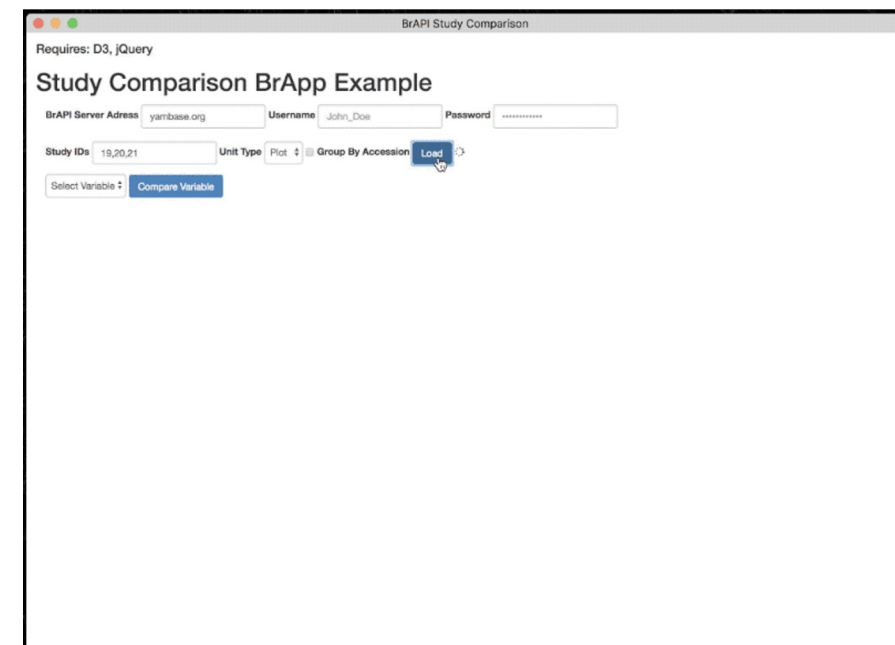 BrAPI Study Comparison
Requires: D3, jQuery
Study Comparison BrApp Example
BrAPI Server Adress yambase.org Username John_Doe Password ••••••••••••
Study IDs 19,20,21 Unit Type Plot Group By Accession Load
Select Variable Compare Variable